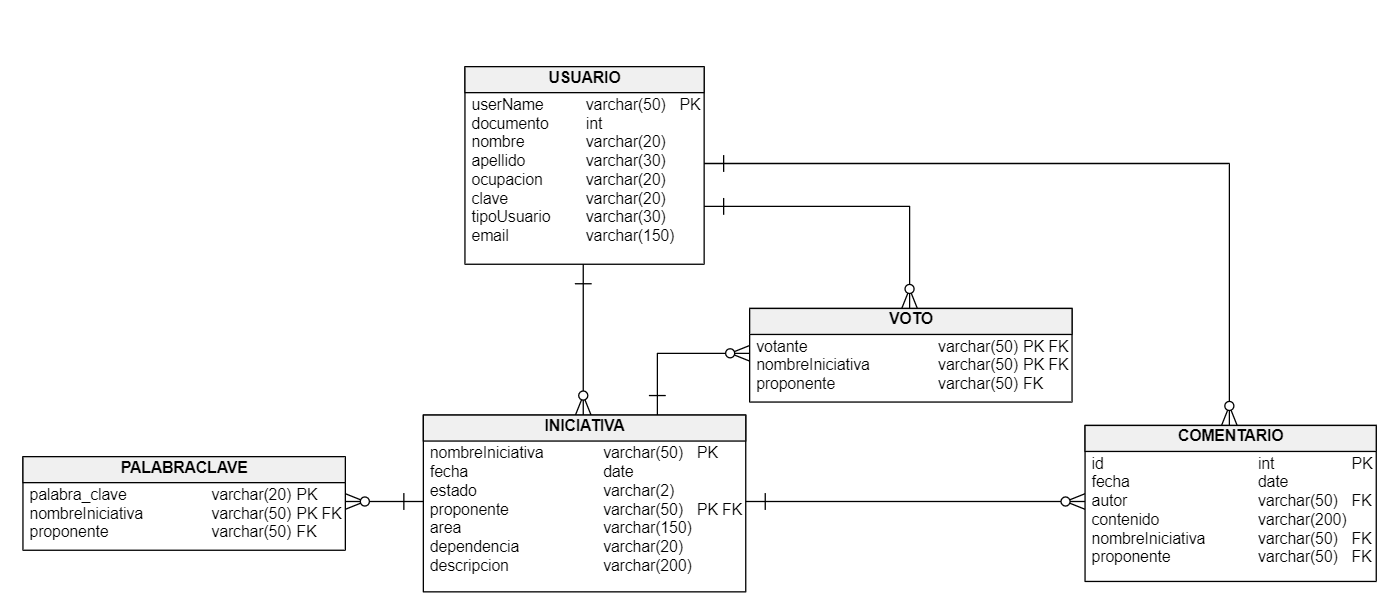 USUARIO
userName varchar(50) PK
documento int
nombre varchar(20)
apellido varchar(30)
ocupacion varchar(20)
clave varchar(20)
tipoUsuario varchar(30)
email varchar(150)
VOTO
votante varchar(50) PK FK
nombreIniciativa varchar(50) PK FK
proponente varchar(50) FK
INICIATIVA
nombreIniciativa varchar(50) PK
fecha date
estado varchar(2)
proponente varchar(50) PK FK
area varchar(150)
dependencia varchar(20)
descripcion varchar(200)
COMENTARIO
id int PK
fecha date
autor varchar(50) FK
contenido varchar(200)
nombreIniciativa varchar(50) FK
proponente varchar(50) FK
PALABRACLAVE
palabra_clave varchar(20) PK
nombreIniciativa varchar(50) PK FK
proponente varchar(50) FK